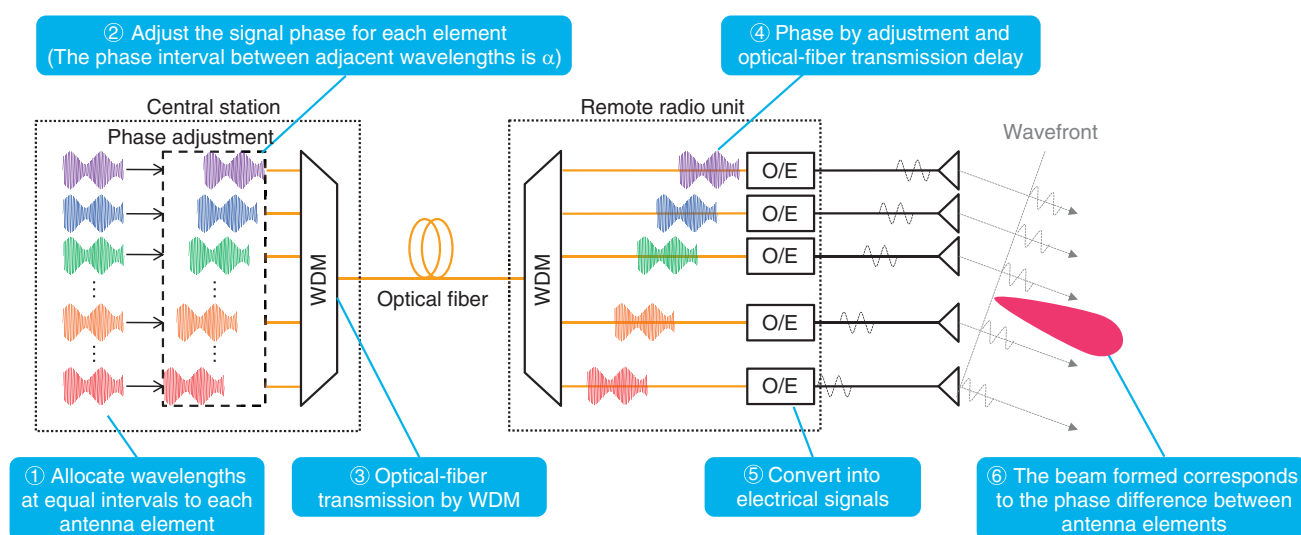 ② Adjust the signal phase for each element
(The phase interval between adjacent wavelengths is α)
④ Phase by adjustment and
optical-fiber transmission delay
Central station
Phase adjustment
Remote radio unit
Wavefront
WDM
Optical fiber
WDM
O/E
O/E
O/E
O/E
O/E
① Allocate wavelengths
at equal intervals to each
antenna element
③ Optical-fiber
transmission by WDM
⑤ Convert into
electrical signals
⑥ The beam formed corresponds
to the phase difference between
antenna elements